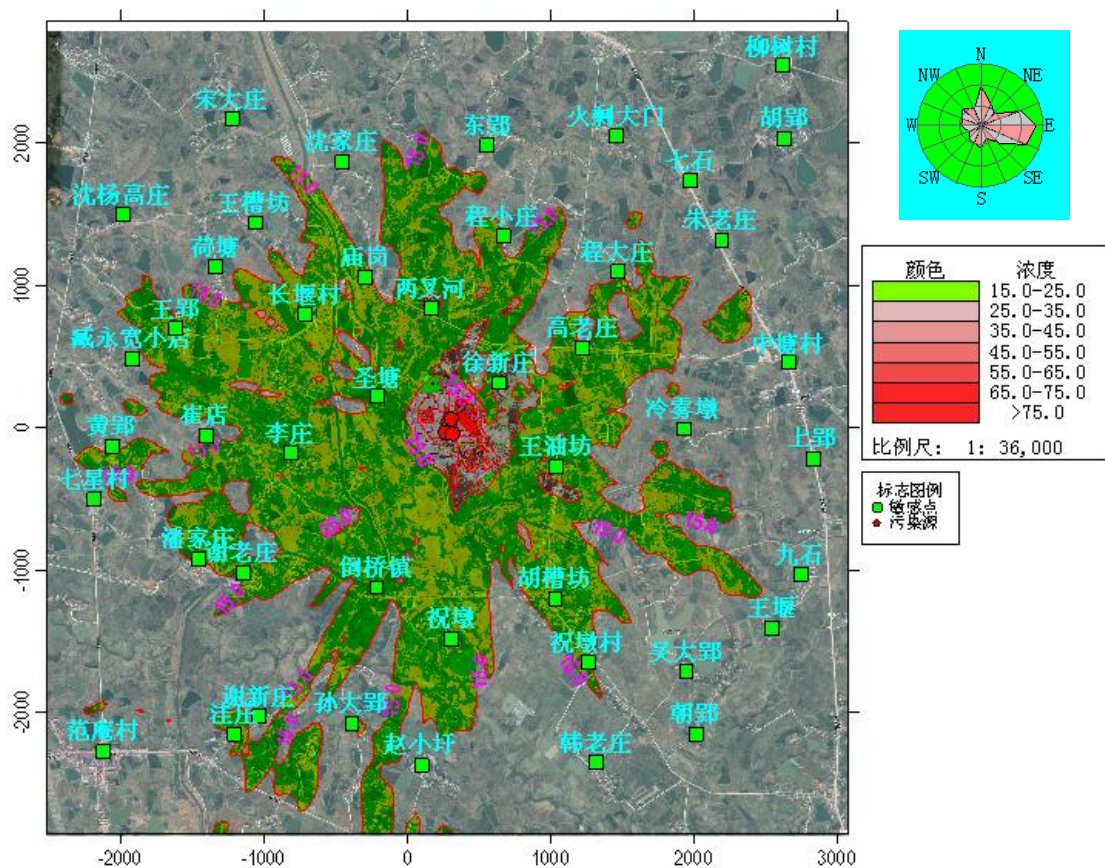 柳树村
宋大庄
沈家庄
东郢
火剩大门
胡郢
七石
沈杨高庄
王槽坊
程小庄
朱老庄
荷塘
庙岗
程大庄
王郢
长堰村
两叉河
臧永宽小店
高老庄
中塘村
徐新庄
圣塘
冷雾墩
黄郢
崔店
李庄
王油坊
上郢
七星村
潘家庄
谢老庄
倒桥镇
胡槽坊
九石
祝墩
王堰
祝墩村
吴大郢
谢新庄
洼庄
孙大郢
朝郢
范庵村
赵小圩
韩老庄
15.0
2000
1000
0
-1000
-2000
-2000
-1000
0
1000
2000
3000
N
NW
NE
W
E
SW
SE
S
颜色 浓度
15.0-25.0
25.0-35.0
35.0-45.0
45.0-55.0
55.0-65.0
65.0-75.0
>75.0
比例尺: 1: 36,000
标志图例
敏感点
污染源